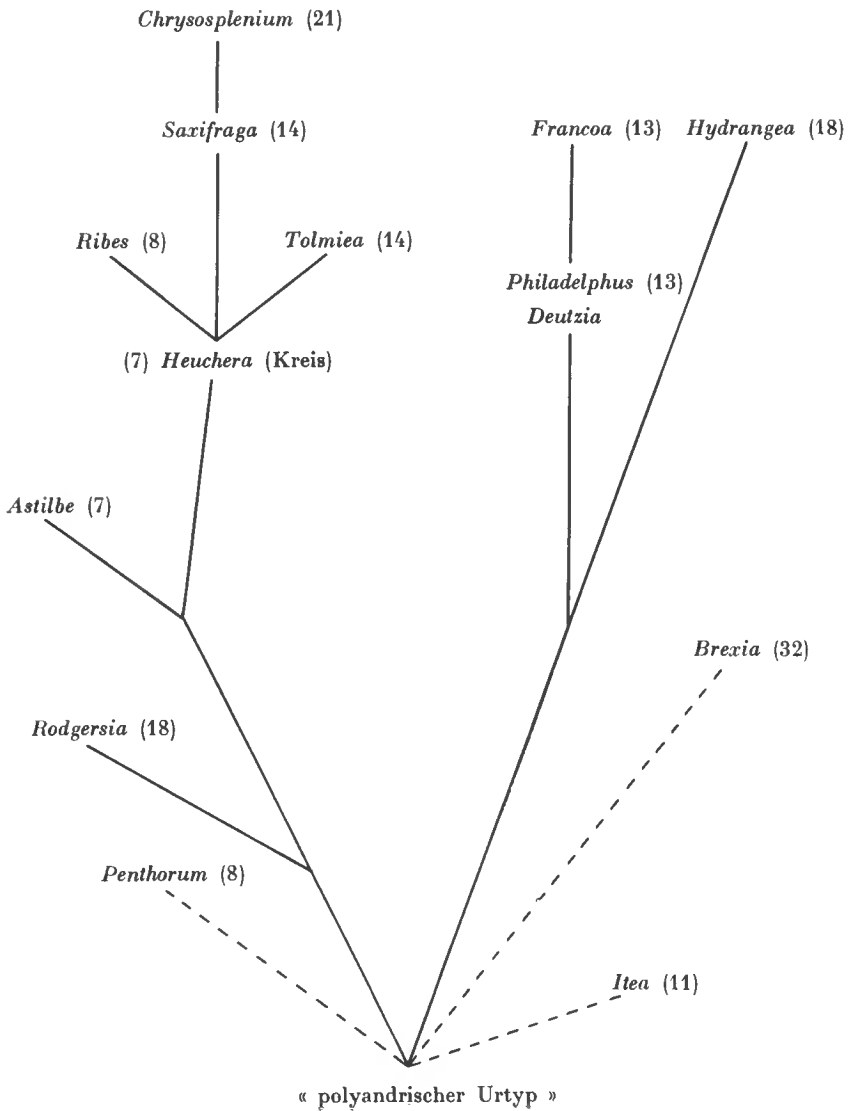 Chrysosplenium (21)
Saxifraga (14)
Francoa (13)
Hydrangea (18)
Ribes (8)
Tolmiea (14)
Philadelphus (13)
Deutzia
(7) Heuchera (Kreis)
Astilbe (7)
Brexia (32)
Rodgersia (18)
Penthorum (8)
Itea (11)
« polyandrischer Urtyp »